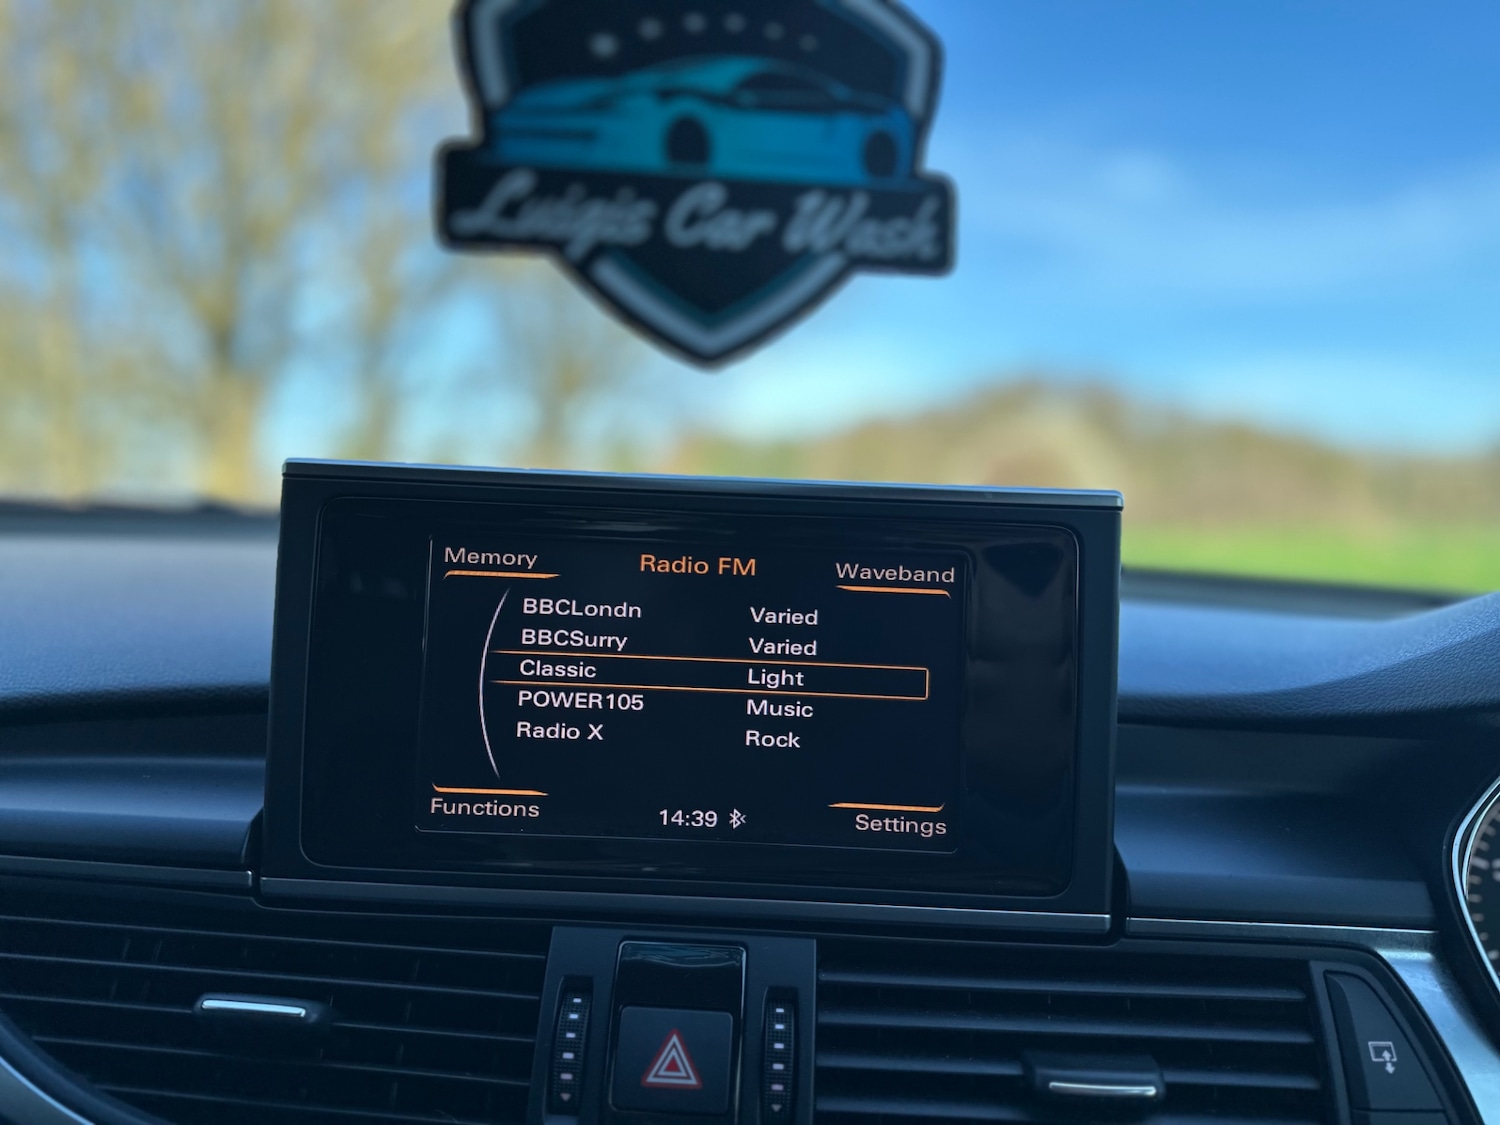 Luigis Car Wash
Memory Radio FM Waveband
BBCLondn Varied
BBCSurry Varied
Classic Light
POWER105 Music
Radio X Rock
Functions 14:39 Settings